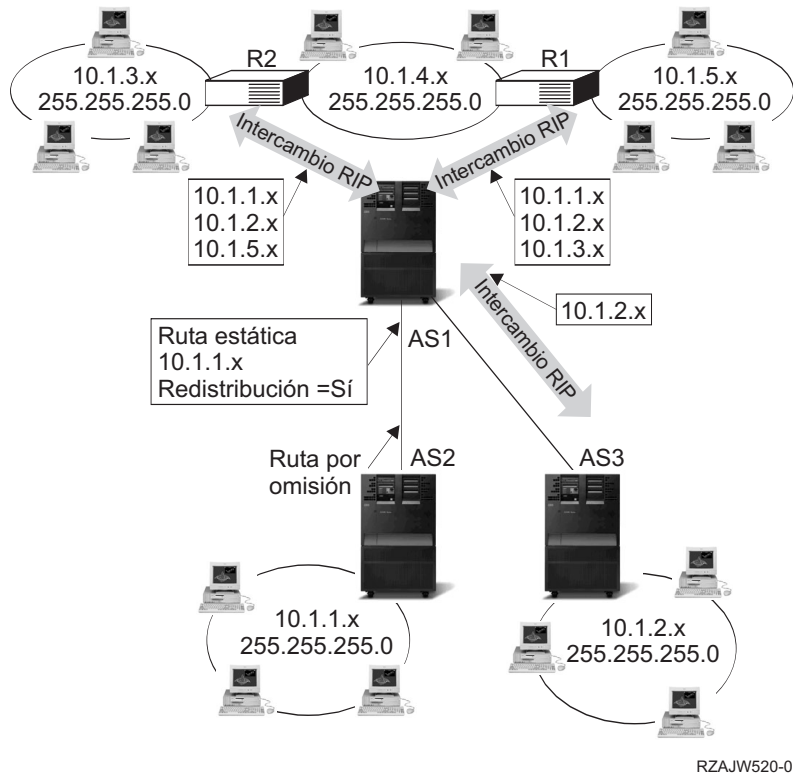 R2
R1
10.1.3.x
255.255.255.0
10.1.4.x
255.255.255.0
10.1.5.x
255.255.255.0
Intercambio RIP
Intercambio RIP
10.1.1.x
10.1.2.x
10.1.5.x
10.1.1.x
10.1.2.x
10.1.3.x
Intercambio RIP
10.1.2.x
Ruta estática
10.1.1.x
Redistribución =Sí
AS1
Ruta por
omisión
AS2
AS3
10.1.1.x
255.255.255.0
10.1.2.x
255.255.255.0
RZAJW520-0